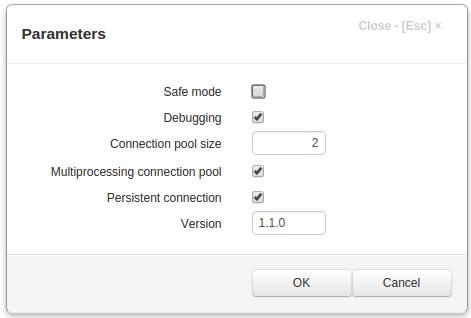 Parameters
Close - [Esc] ×
Safe mode
Debugging
Connection pool size 2
Multiprocessing connection pool
Persistent connection
Version 1.1.0
OK Cancel